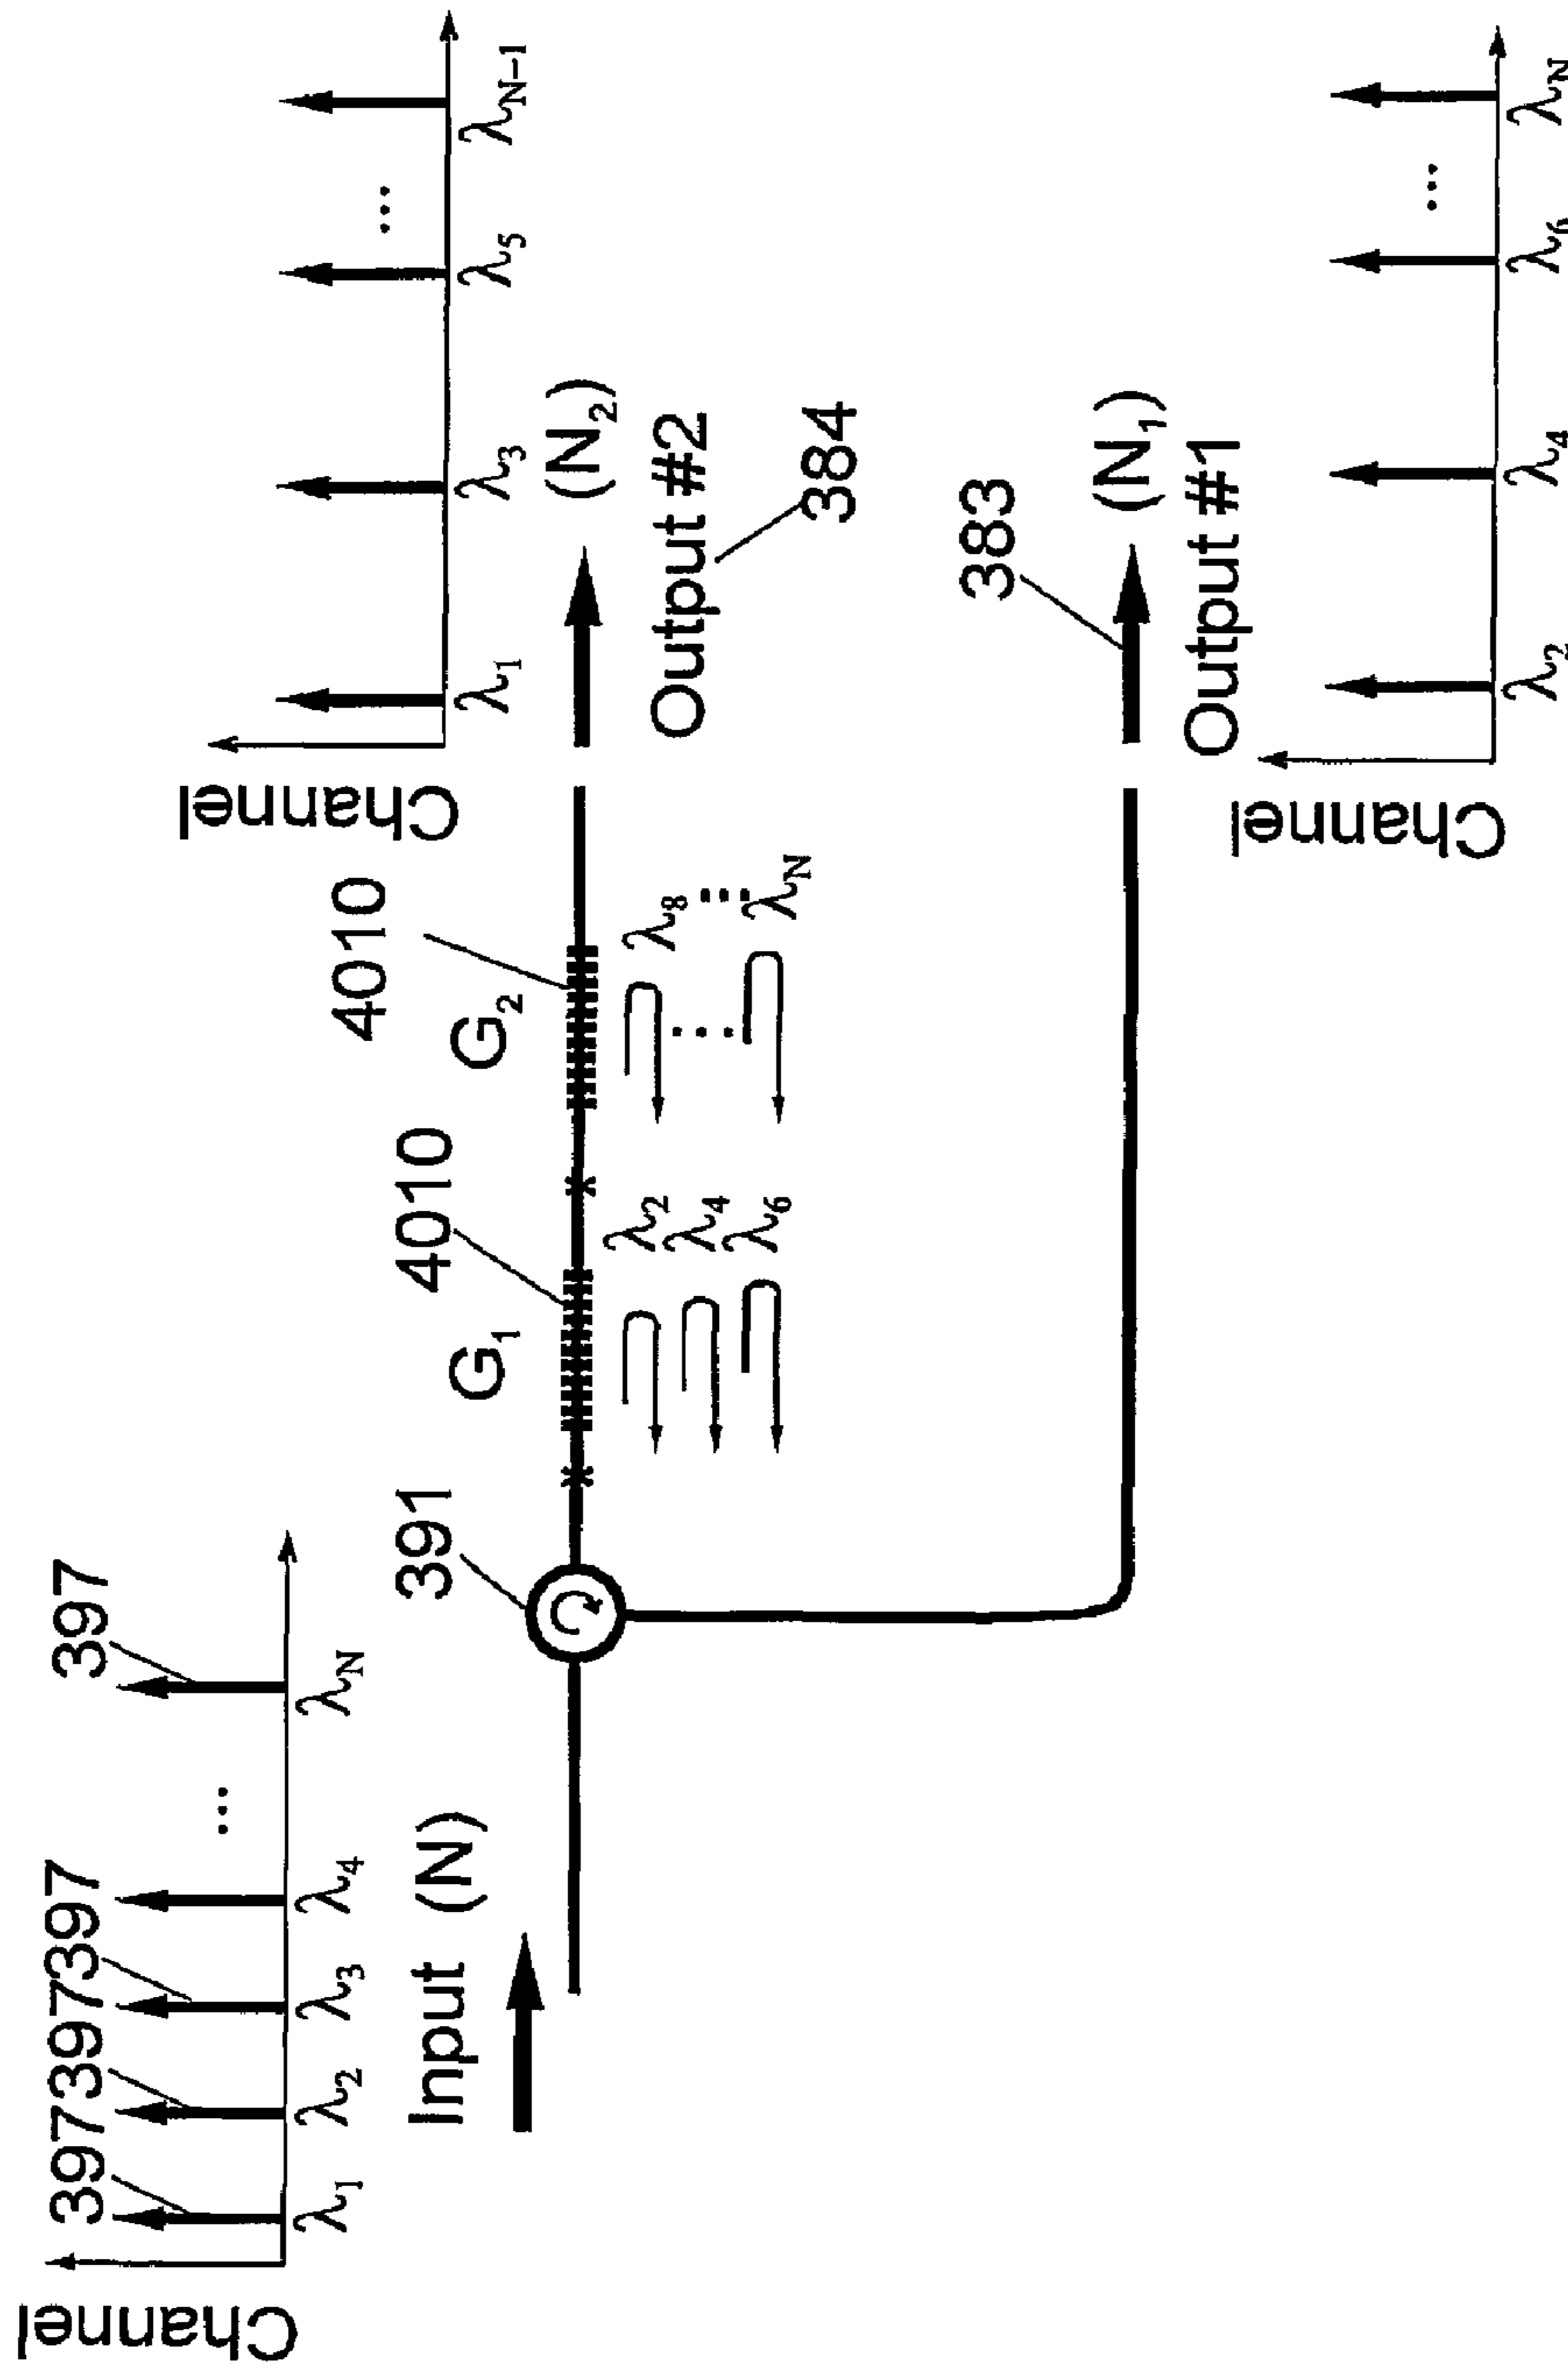 Channel
397 397 397 397
...
λ1 λ2 λ3 λ4 λN
Input (N)
391
G1
4010
λ2
λ4
λ6
G2
4010
λ8
λN
Channel
...
λ1 λ3 λ5 λN-1
(N2)
Output #2
384
383
(N1)
Output #1
Channel
...
λ2 λ4 λ6 λN